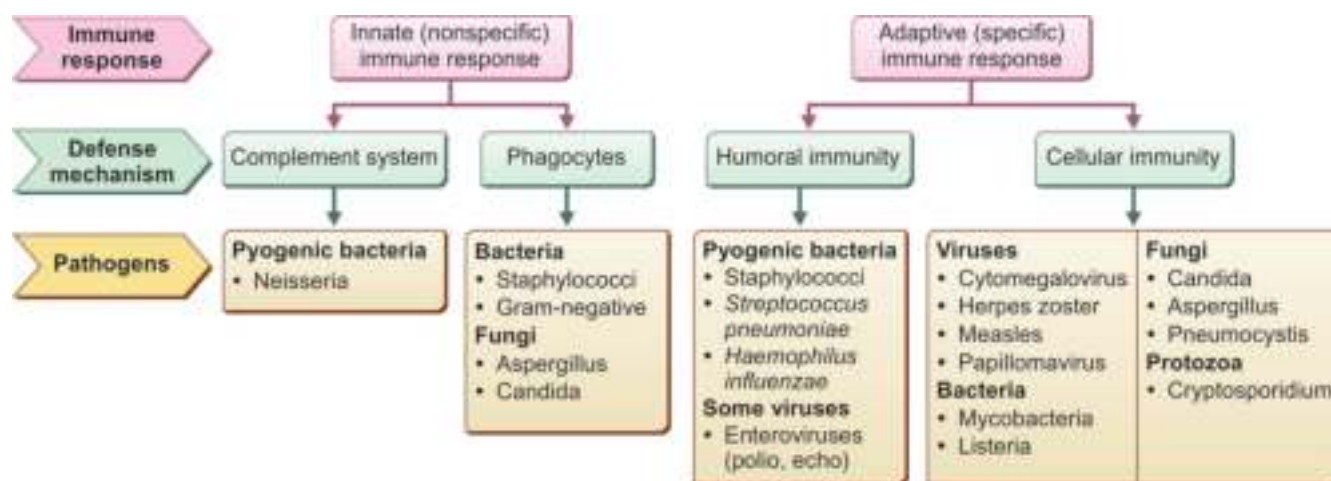 Immune
response
Innate (nonspecific)
immune response
Adaptive (specific)
immune response
Defense
mechanism
Complement system
Phagocytes
Humoral immunity
Cellular immunity
Pathogens
Pyogenic bacteria
• Neisseria
Bacteria
• Staphylococci
• Gram-negative
Fungi
• Aspergillus
• Candida
Pyogenic bacteria
• Staphylococci
• Streptococcus
pneumoniae
• Haemophilus
influenzae
Some viruses
• Enteroviruses
(polio, echo)
Viruses
• Cytomegalovirus
• Herpes zoster
• Measles
• Papillomavirus
Bacteria
• Mycobacteria
• Listeria
Fungi
• Candida
• Aspergillus
• Pneumocystis
Protozoa
• Cryptosporidium